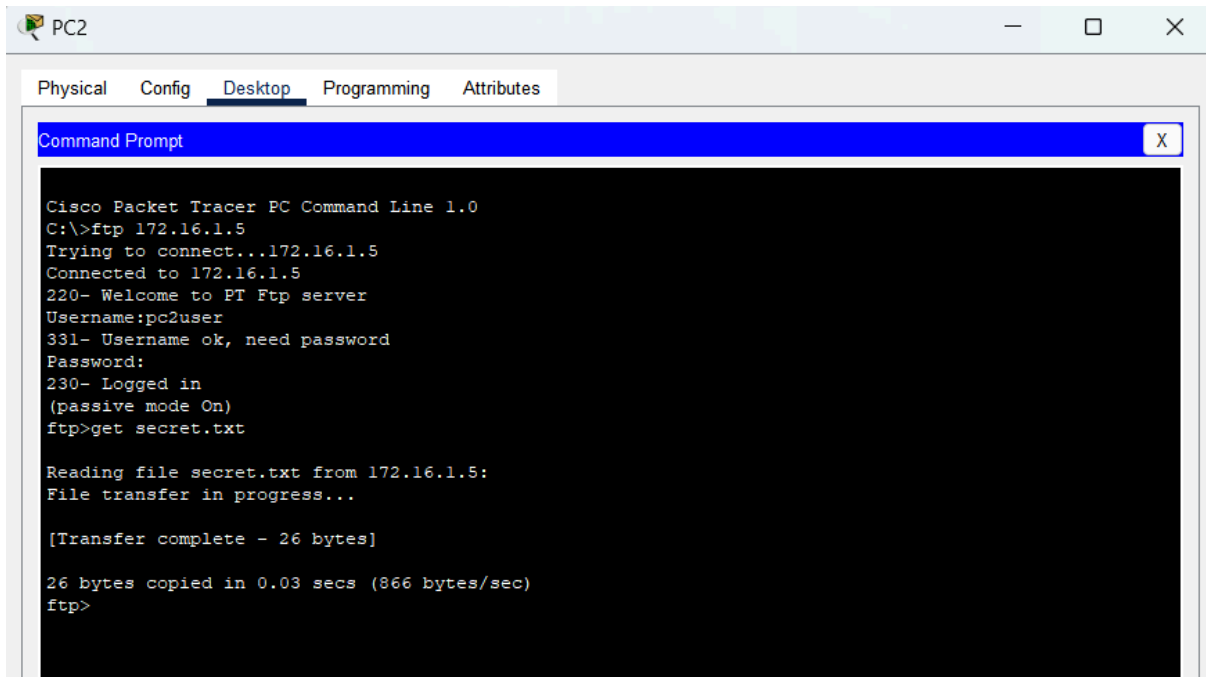 PC2
Physical Config Desktop Programming Attributes
Command Prompt
X
Cisco Packet Tracer PC Command Line 1.0
C:\>ftp 172.16.1.5
Trying to connect...172.16.1.5
Connected to 172.16.1.5
220- Welcome to PT Ftp server
Username:pc2user
331- Username ok, need password
Password:
230- Logged in
(passive mode On)
ftp>get secret.txt
Reading file secret.txt from 172.16.1.5:
File transfer in progress...
[Transfer complete - 26 bytes]
26 bytes copied in 0.03 secs (866 bytes/sec)
ftp>